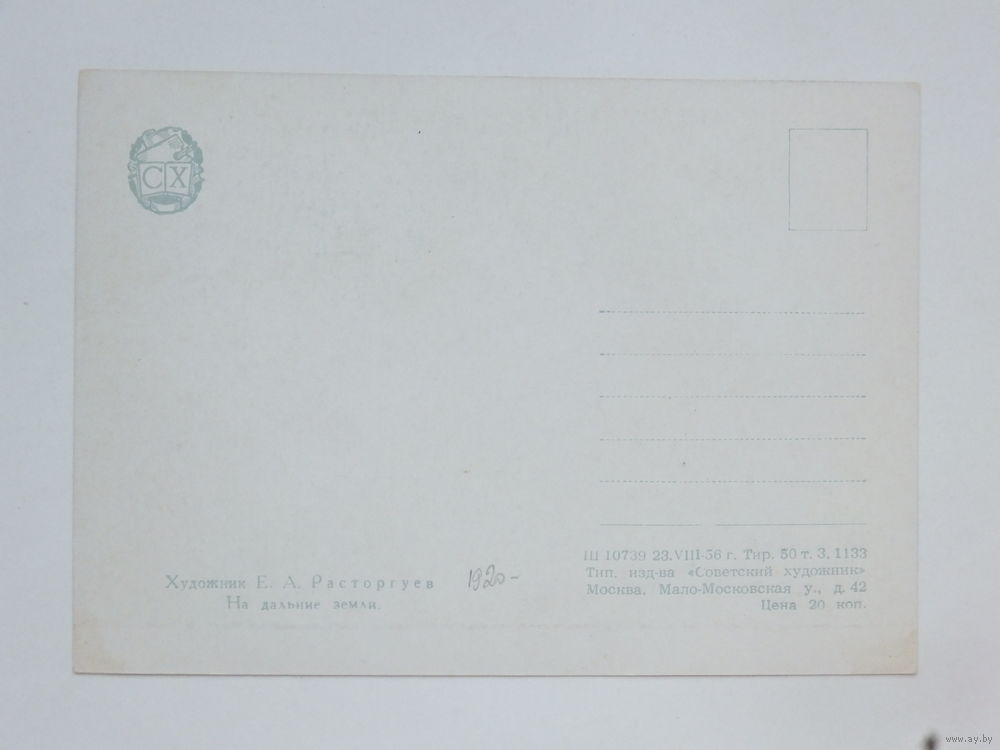 СХ
Художник Е. А. Расторгуев
На дальние земли.
1920-
Ш 10739 23.VIII-56 г. Тир. 50 т. З. 1133
Тип. изд-ва «Советский художник»
Москва, Мало-Московская у., д. 42
Цена 20 коп.
www.ay.by